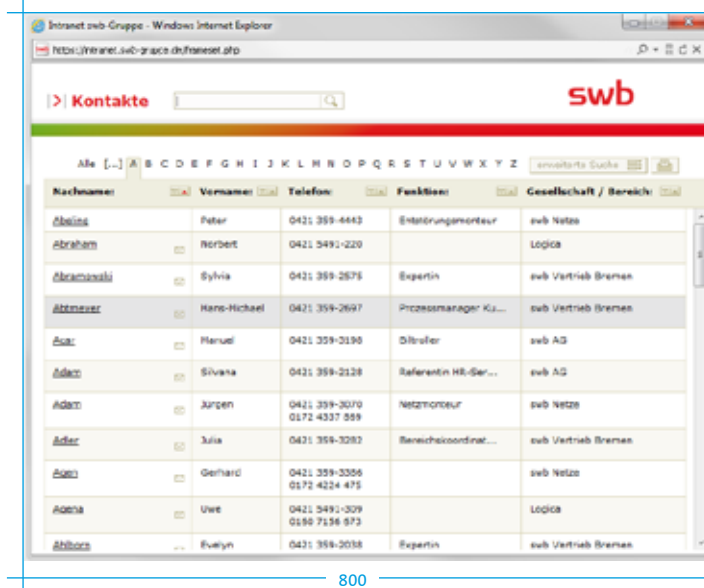 Intranet swb-Gruppe - Windows Internet Explorer
https://intranet.swb-gruppe.de/frameset.php
Kontakte
swb
Alle [...] A B C D E F G H I J K L M N O P Q R S T U V W X Y Z erweiterte Suche
Nachname: Vorname: Telefon: Funktion: Gesellschaft / Bereich:
Abeling Peter 0421 359-4443 Entstörungsmonteur swb Netze
Abraham Norbert 0421 5491-220 Logica
Abramowski Sylvia 0421 359-2575 Expertin swb Vertrieb Bremen
Abtmeyer Hans-Michael 0421 359-2697 Prozessmanager Ku... swb Vertrieb Bremen
Acar Manuel 0421 359-3198 swb AG
Adam Silvana 0421 359-2128 Referentin HR-Ser... swb AG
Adam Jürgen 0421 359-3070 Netzmonteur swb Netze
0172 4337 869
Adler Julia 0421 359-3282 Bereichskoordinat... swb Vertrieb Bremen
Agen Gerhard 0421 359-3386 swb Netze
0172 4224 475
Agena Uwe 0421 5491-309 Logica
0160 7156 673
Ahlborn Evelyn 0421 359-2038 Expertin swb Vertrieb Bremen
800